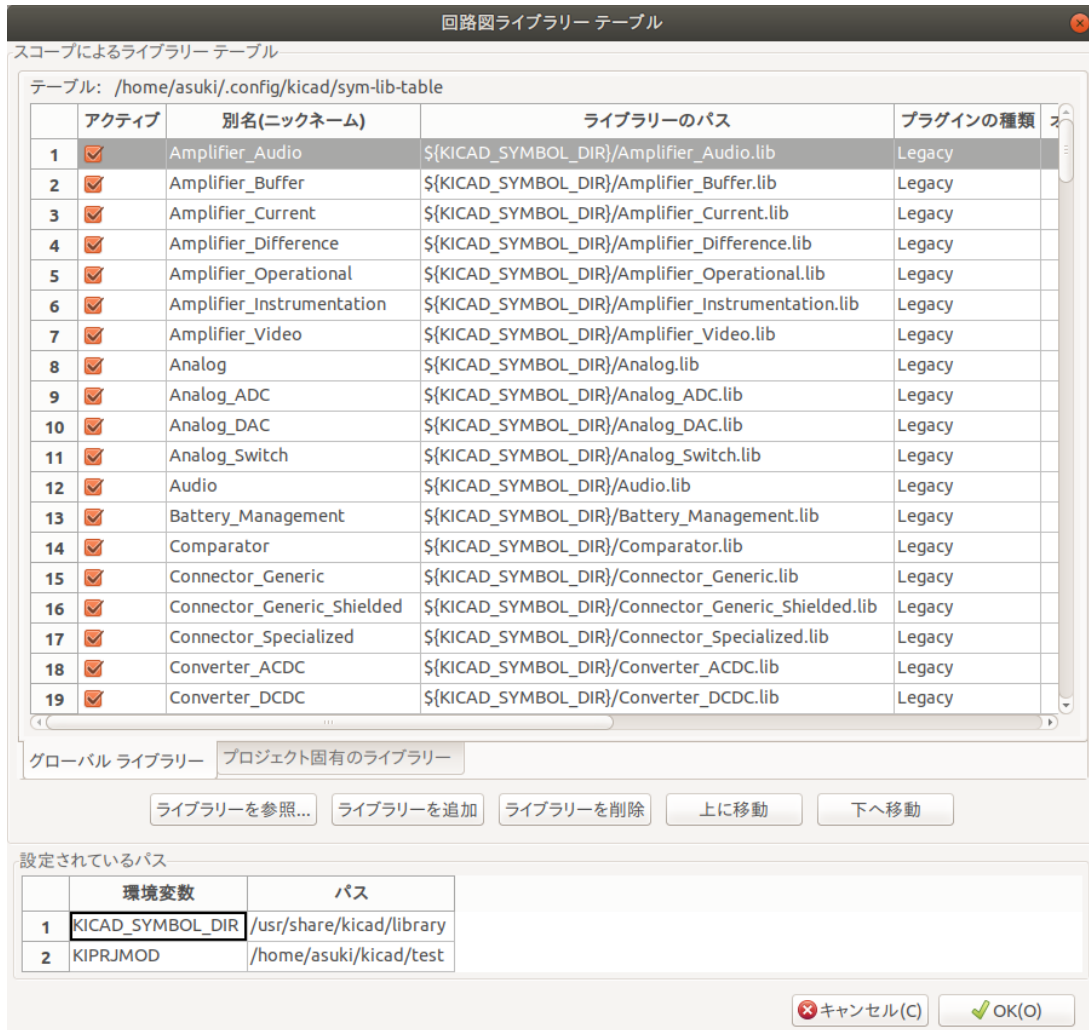 回路図ライブラリー テーブル
スコープによるライブラリー テーブル
テーブル: /home/asuki/.config/kicad/sym-lib-table
アクティブ 別名(ニックネーム) ライブラリーのパス プラグインの種類 オ
1 Amplifier_Audio ${KICAD_SYMBOL_DIR}/Amplifier_Audio.lib Legacy
2 Amplifier_Buffer ${KICAD_SYMBOL_DIR}/Amplifier_Buffer.lib Legacy
3 Amplifier_Current ${KICAD_SYMBOL_DIR}/Amplifier_Current.lib Legacy
4 Amplifier_Difference ${KICAD_SYMBOL_DIR}/Amplifier_Difference.lib Legacy
5 Amplifier_Operational ${KICAD_SYMBOL_DIR}/Amplifier_Operational.lib Legacy
6 Amplifier_Instrumentation ${KICAD_SYMBOL_DIR}/Amplifier_Instrumentation.lib Legacy
7 Amplifier_Video ${KICAD_SYMBOL_DIR}/Amplifier_Video.lib Legacy
8 Analog ${KICAD_SYMBOL_DIR}/Analog.lib Legacy
9 Analog_ADC ${KICAD_SYMBOL_DIR}/Analog_ADC.lib Legacy
10 Analog_DAC ${KICAD_SYMBOL_DIR}/Analog_DAC.lib Legacy
11 Analog_Switch ${KICAD_SYMBOL_DIR}/Analog_Switch.lib Legacy
12 Audio ${KICAD_SYMBOL_DIR}/Audio.lib Legacy
13 Battery_Management ${KICAD_SYMBOL_DIR}/Battery_Management.lib Legacy
14 Comparator ${KICAD_SYMBOL_DIR}/Comparator.lib Legacy
15 Connector_Generic ${KICAD_SYMBOL_DIR}/Connector_Generic.lib Legacy
16 Connector_Generic_Shielded ${KICAD_SYMBOL_DIR}/Connector_Generic_Shielded.lib Legacy
17 Connector_Specialized ${KICAD_SYMBOL_DIR}/Connector_Specialized.lib Legacy
18 Converter_ACDC ${KICAD_SYMBOL_DIR}/Converter_ACDC.lib Legacy
19 Converter_DCDC ${KICAD_SYMBOL_DIR}/Converter_DCDC.lib Legacy
グローバル ライブラリー プロジェクト固有のライブラリー
ライブラリーを参照... ライブラリーを追加 ライブラリーを削除 上に移動 下へ移動
設定されているパス
環境変数 パス
1 KICAD_SYMBOL_DIR /usr/share/kicad/library
2 KIPRJMOD /home/asuki/kicad/test
キャンセル(C) OK(O)